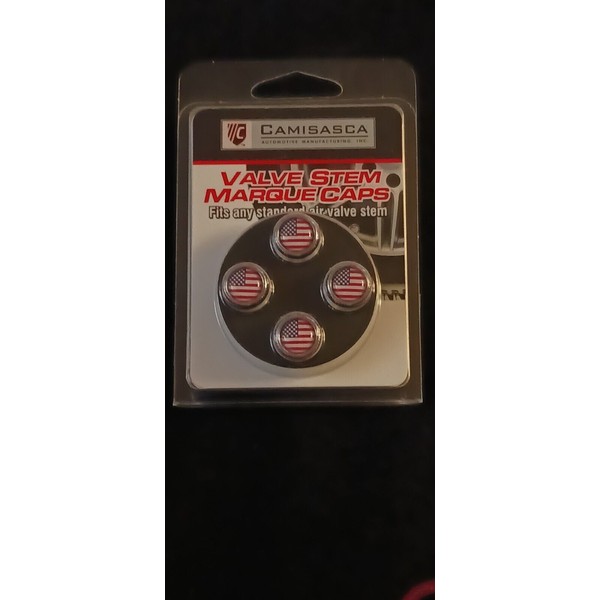 CAMISASCA
AUTOMOTIVE MANUFACTURING, INC.
VALVE STEM
MARQUE CAPS
Fits any standard air valve stem